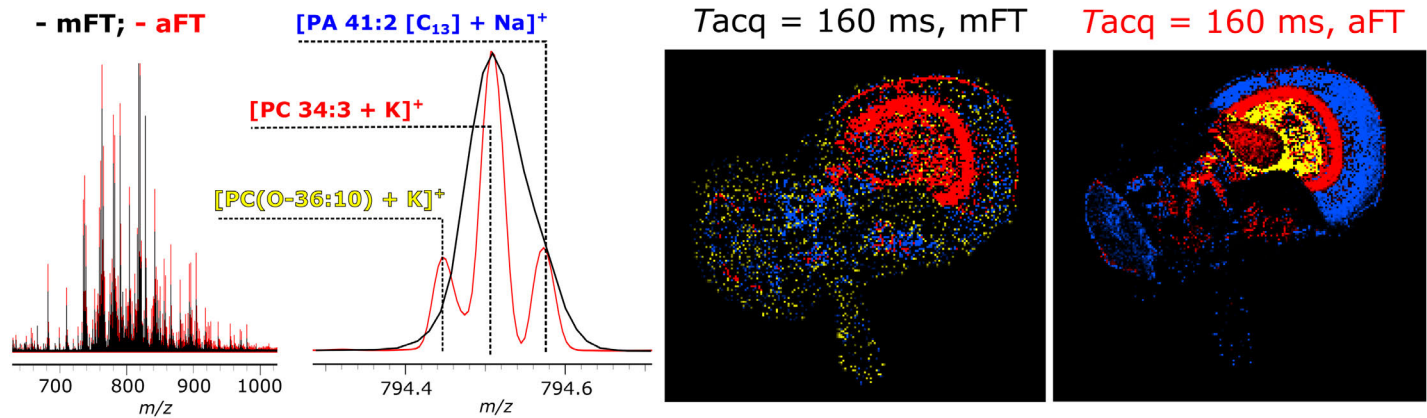 - mFT; - aFT
[PA 41:2 [C₁₃] + Na]⁺
[PC 34:3 + K]⁺
[PC(O-36:10) + K]⁺
700 800 900 1000
m/z
794.4 794.6
m/z
Tacq = 160 ms, mFT
Tacq = 160 ms, aFT